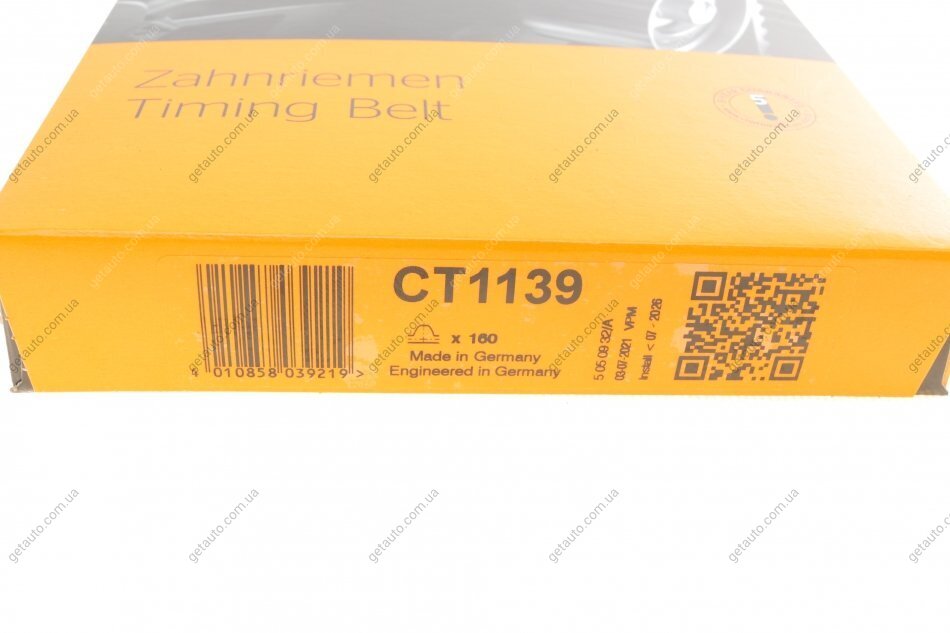 Zahnriemen
Timing Belt
CT1139
x 160
Made in Germany
Engineered in Germany
4 010858 039219 >
5 05 09 32/A
03-07-2021 VPM
Install < 07 - 2026
getauto.com.ua